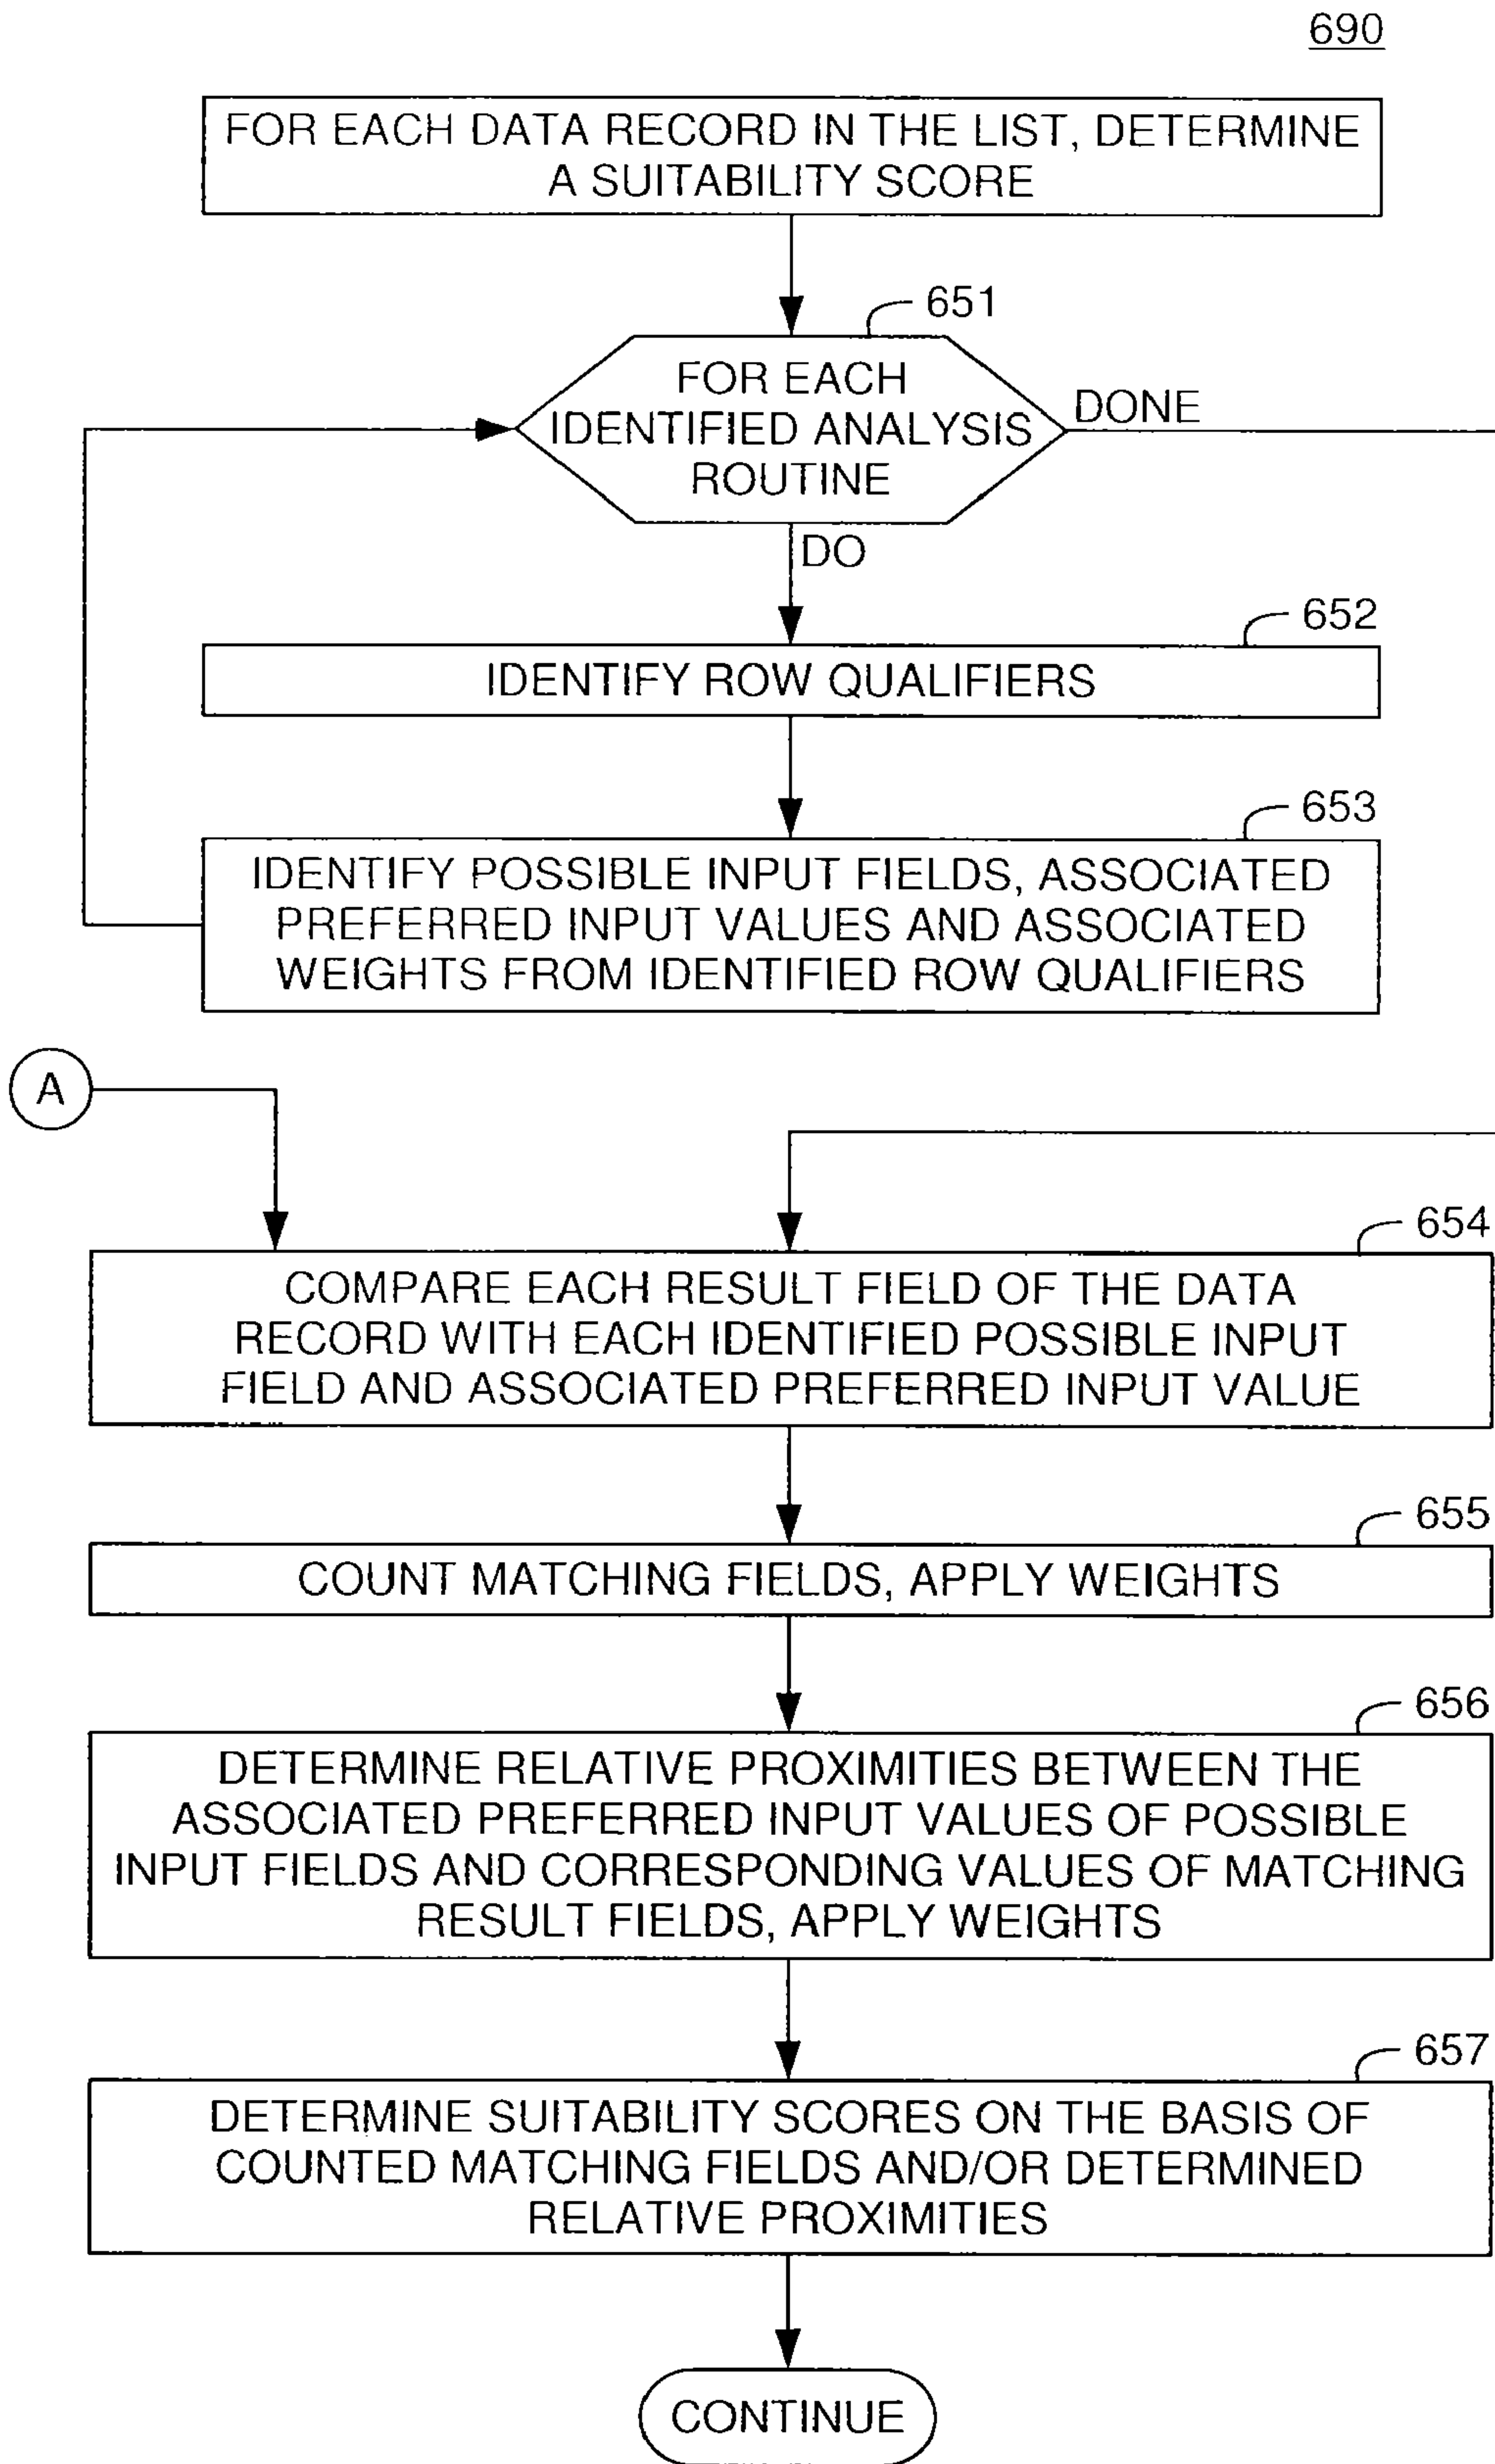 690
FOR EACH DATA RECORD IN THE LIST, DETERMINE
A SUITABILITY SCORE
651
FOR EACH
IDENTIFIED ANALYSIS
ROUTINE
DONE
DO
652
IDENTIFY ROW QUALIFIERS
653
IDENTIFY POSSIBLE INPUT FIELDS, ASSOCIATED
PREFERRED INPUT VALUES AND ASSOCIATED
WEIGHTS FROM IDENTIFIED ROW QUALIFIERS
A
654
COMPARE EACH RESULT FIELD OF THE DATA
RECORD WITH EACH IDENTIFIED POSSIBLE INPUT
FIELD AND ASSOCIATED PREFERRED INPUT VALUE
655
COUNT MATCHING FIELDS, APPLY WEIGHTS
656
DETERMINE RELATIVE PROXIMITIES BETWEEN THE
ASSOCIATED PREFERRED INPUT VALUES OF POSSIBLE
INPUT FIELDS AND CORRESPONDING VALUES OF MATCHING
RESULT FIELDS, APPLY WEIGHTS
657
DETERMINE SUITABILITY SCORES ON THE BASIS OF
COUNTED MATCHING FIELDS AND/OR DETERMINED
RELATIVE PROXIMITIES
CONTINUE